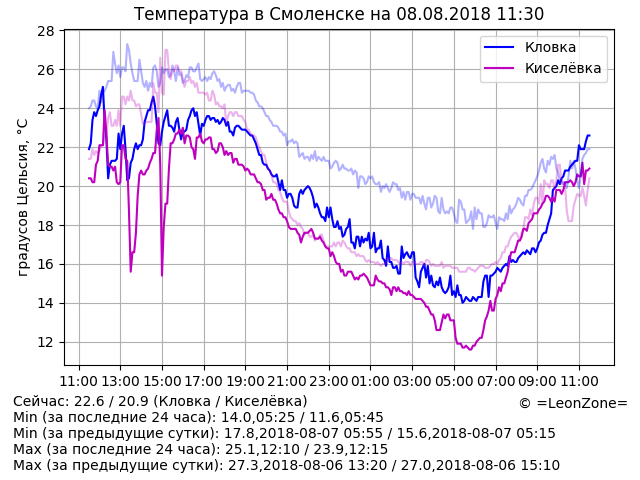 Температура в Смоленске на 08.08.2018 11:30
градусов Цельсия, °C
28
26
24
22
20
18
16
14
12
Кловка
Киселёвка
11:00 13:00 15:00 17:00 19:00 21:00 23:00 01:00 03:00 05:00 07:00 09:00 11:00
Сейчас: 22.6 / 20.9 (Кловка / Киселёвка)
© =LeonZone=
Min (за последние 24 часа): 14.0,05:25 / 11.6,05:45
Min (за предыдущие сутки): 17.8,2018-08-07 05:55 / 15.6,2018-08-07 05:15
Max (за последние 24 часа): 25.1,12:10 / 23.9,12:15
Max (за предыдущие сутки): 27.3,2018-08-06 13:20 / 27.0,2018-08-06 15:10